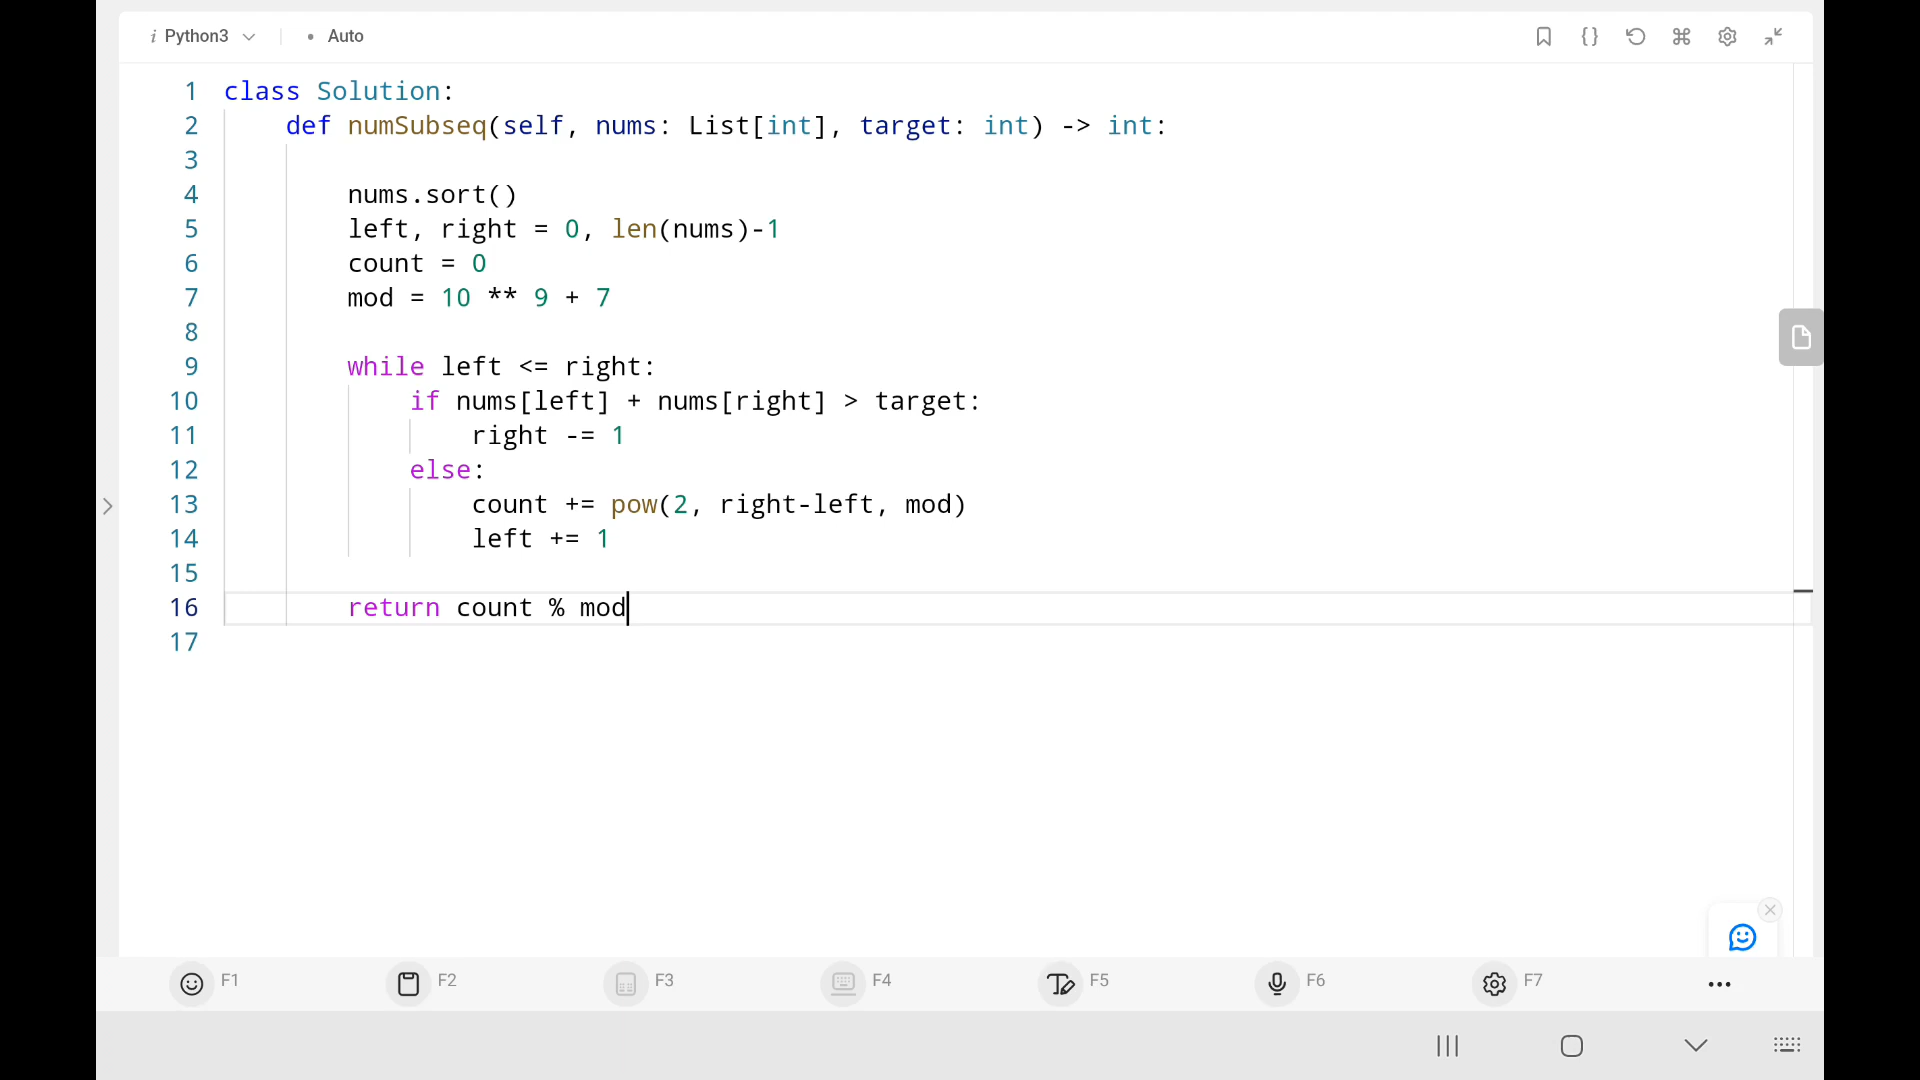 i Python3 • Auto
1 class Solution:
2     def numSubseq(self, nums: List[int], target: int) -> int:
3
4         nums.sort()
5         left, right = 0, len(nums)-1
6         count = 0
7         mod = 10 ** 9 + 7
8
9         while left <= right:
10             if nums[left] + nums[right] > target:
11                 right -= 1
12             else:
13                 count += pow(2, right-left, mod)
14                 left += 1
15
16         return count % mod
17
F1 F2 F3 F4 F5 F6 F7